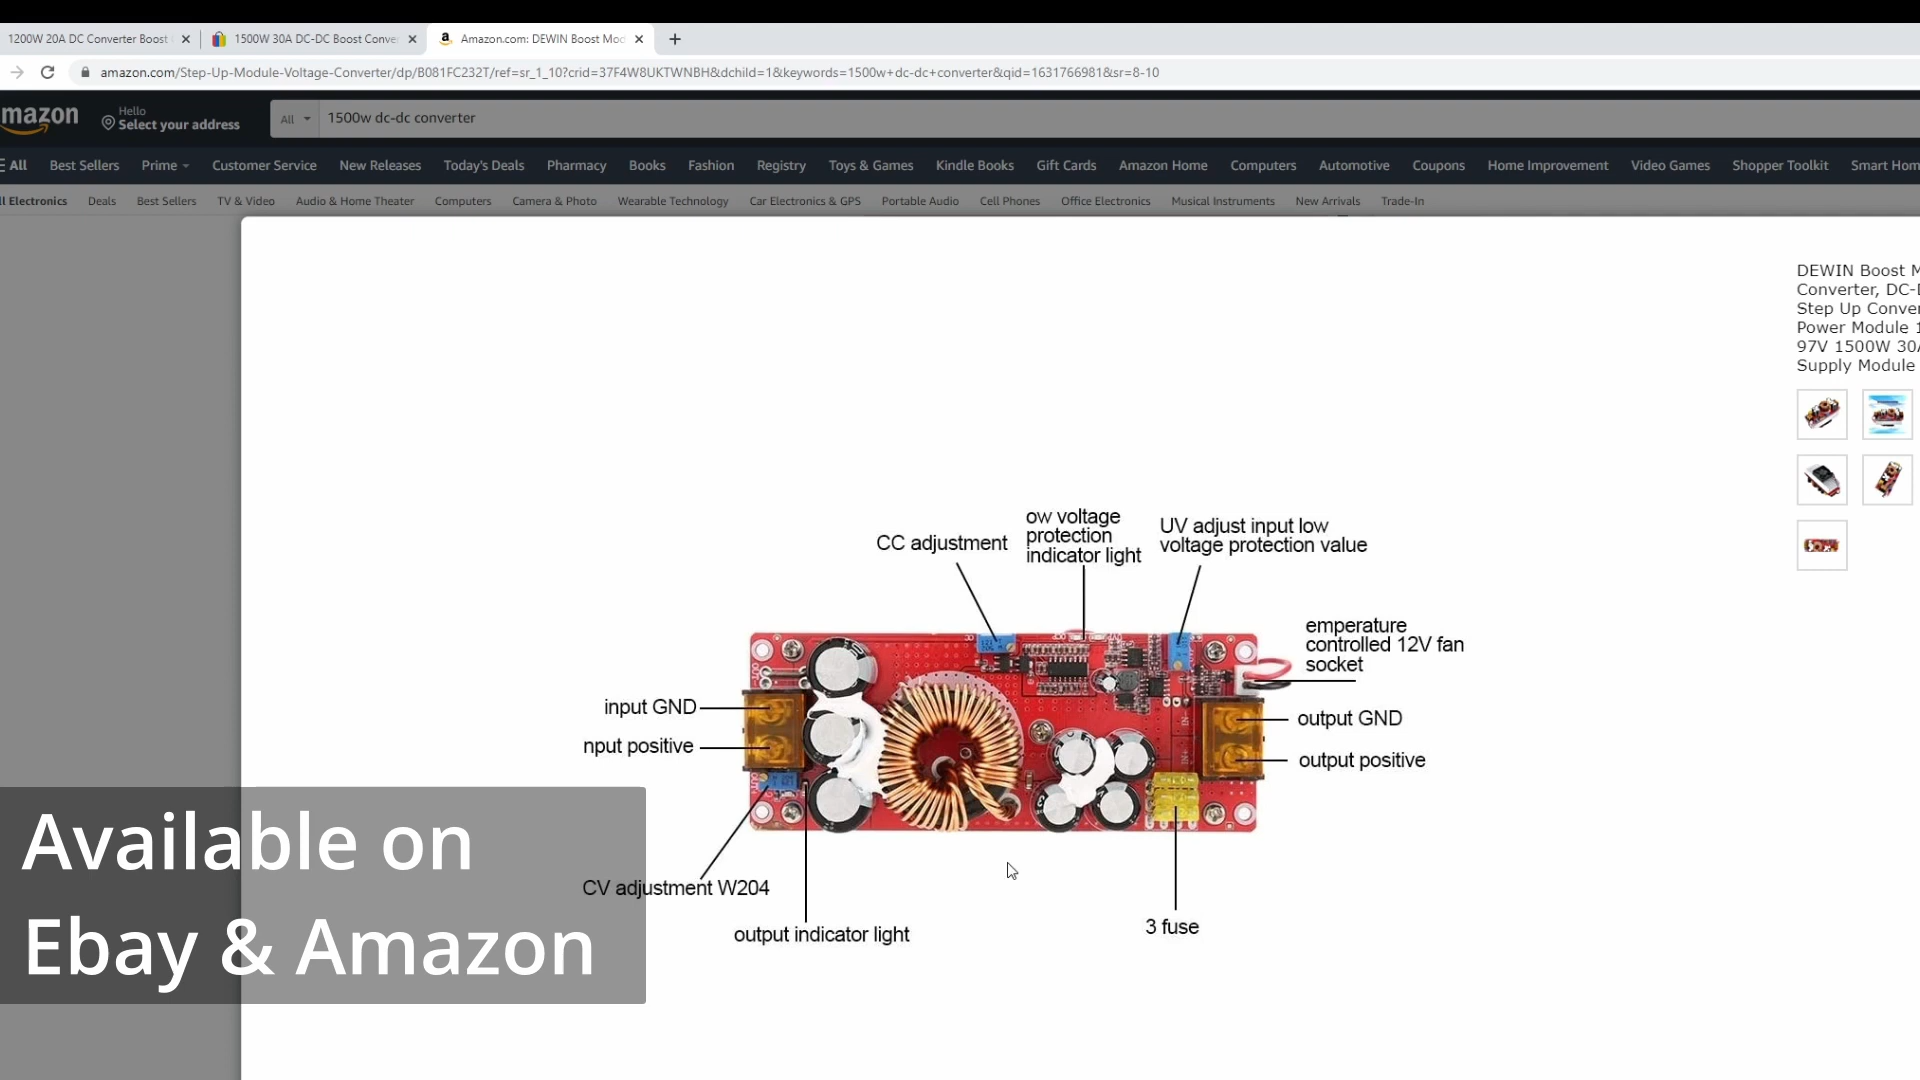 1200W 20A DC Converter Boost
1500W 30A DC-DC Boost Conve
Amazon.com: DEWIN Boost Mod
amazon.com/Step-Up-Module-Voltage-Converter/dp/B081FC232T/ref=sr_1_10?crid=37F4W8UKTWNBH&dchild=1&keywords=1500w+dc-dc+converter&qid=1631766981&sr=8-10
mazon
Hello
Select your address
All
1500w dc-dc converter
All Best Sellers Prime Customer Service New Releases Today's Deals Pharmacy Books Fashion Registry Toys & Games Kindle Books Gift Cards Amazon Home Computers Automotive Coupons Home Improvement Video Games Shopper Toolkit Smart Hom
ll Electronics Deals Best Sellers TV & Video Audio & Home Theater Computers Camera & Photo Wearable Technology Car Electronics & GPS Portable Audio Cell Phones Office Electronics Musical Instruments New Arrivals Trade-In
DEWIN Boost M
Converter, DC-D
Step Up Conver
Power Module 1
97V 1500W 30A
Supply Module
CC adjustment
ow voltage
protection
indicator light
UV adjust input low
voltage protection value
emperature
controlled 12V fan
socket
input GND
nput positive
output GND
output positive
CV adjustment W204
output indicator light
3 fuse
Available on
Ebay & Amazon